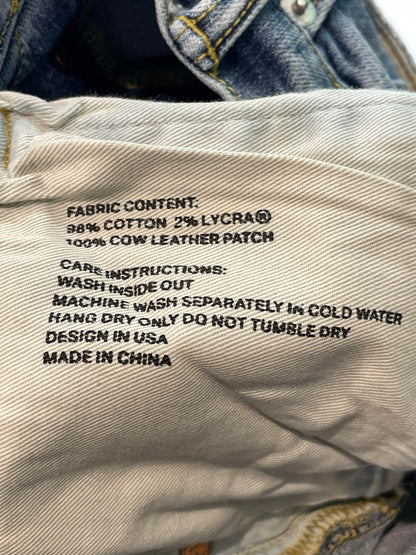 FABRIC CONTENT:
98% COTTON 2% LYCRA®
100% COW LEATHER PATCH
CARE INSTRUCTIONS:
WASH INSIDE OUT
MACHINE WASH SEPARATELY IN COLD WATER
HANG DRY ONLY DO NOT TUMBLE DRY
DESIGN IN USA
MADE IN CHINA